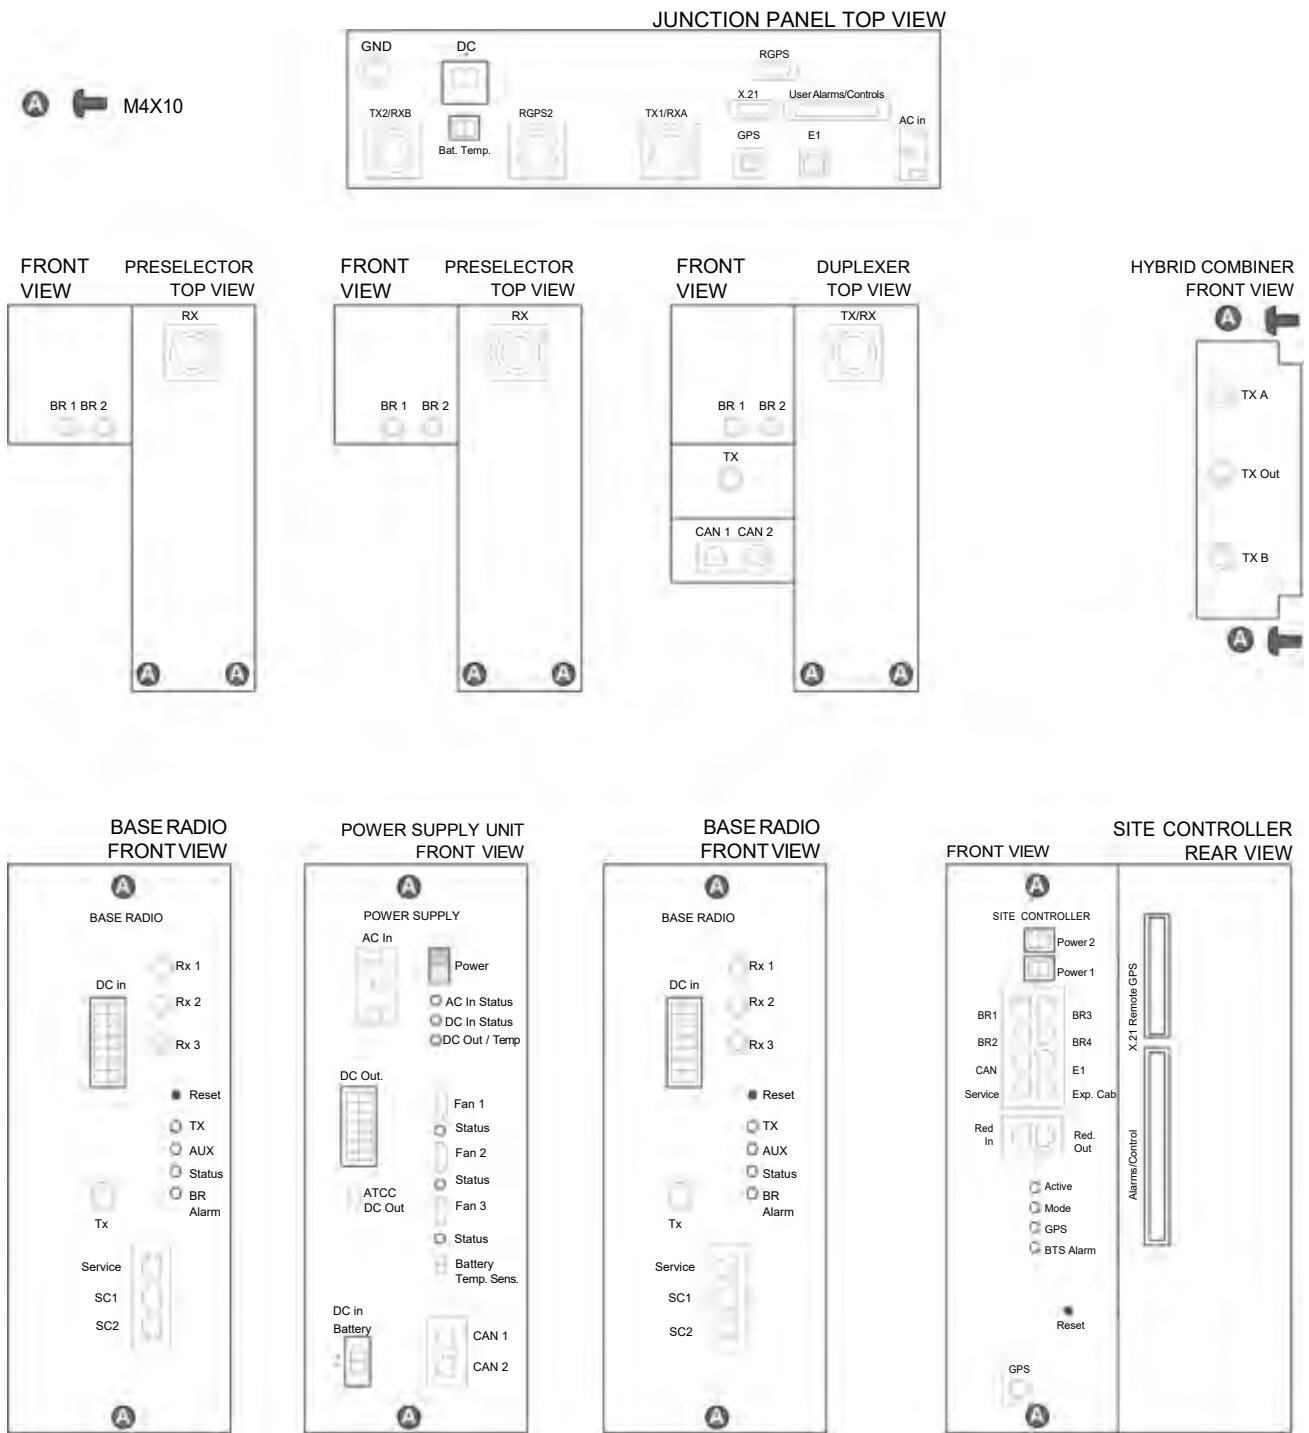 JUNCTION PANEL TOP VIEW
A M4X10
GND
DC
RGPS
X.21
User Alarms/Controls
TX2/RXB
RGPS2
TX1/RXA
AC in
Bat. Temp.
GPS
E1
FRONT
VIEW
PRESELECTOR
TOP VIEW
RX
BR 1 BR 2
A A
FRONT
VIEW
PRESELECTOR
TOP VIEW
RX
BR 1 BR 2
A A
FRONT
VIEW
DUPLEXER
TOP VIEW
TX/RX
BR 1 BR 2
TX
CAN 1 CAN 2
A A
HYBRID COMBINER
FRONT VIEW
A
TX A
TX Out
TX B
A
BASE RADIO
FRONT VIEW
A
BASE RADIO
Rx 1
DC in
Rx 2
Rx 3
Reset
TX
AUX
Status
BR
Alarm
Tx
Service
SC1
SC2
A
POWER SUPPLY UNIT
FRONT VIEW
A
POWER SUPPLY
AC In
Power
AC In Status
DC In Status
DC Out / Temp
DC Out.
Fan 1
Status
Fan 2
Status
ATCC
DC Out
Fan 3
Status
Battery
Temp. Sens.
DC in
Battery
CAN 1
CAN 2
A
BASE RADIO
FRONT VIEW
A
BASE RADIO
Rx 1
DC in
Rx 2
Rx 3
Reset
TX
AUX
Status
BR
Alarm
Tx
Service
SC1
SC2
A
SITE CONTROLLER
FRONT VIEW
REAR VIEW
A
SITE CONTROLLER
Power 2
Power 1
BR1 BR3
BR2 BR4
CAN E1
Service Exp. Cab
Red
In
Red.
Out
Active
Mode
GPS
BTS Alarm
Reset
GPS
A
X.21 Remote GPS
Alarms/Control